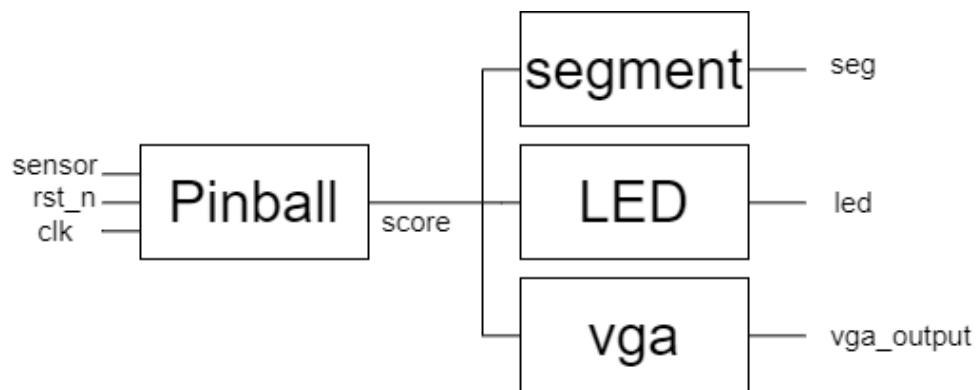 segment
seg
sensor
rst_n
clk
Pinball
score
LED
led
vga
vga_output